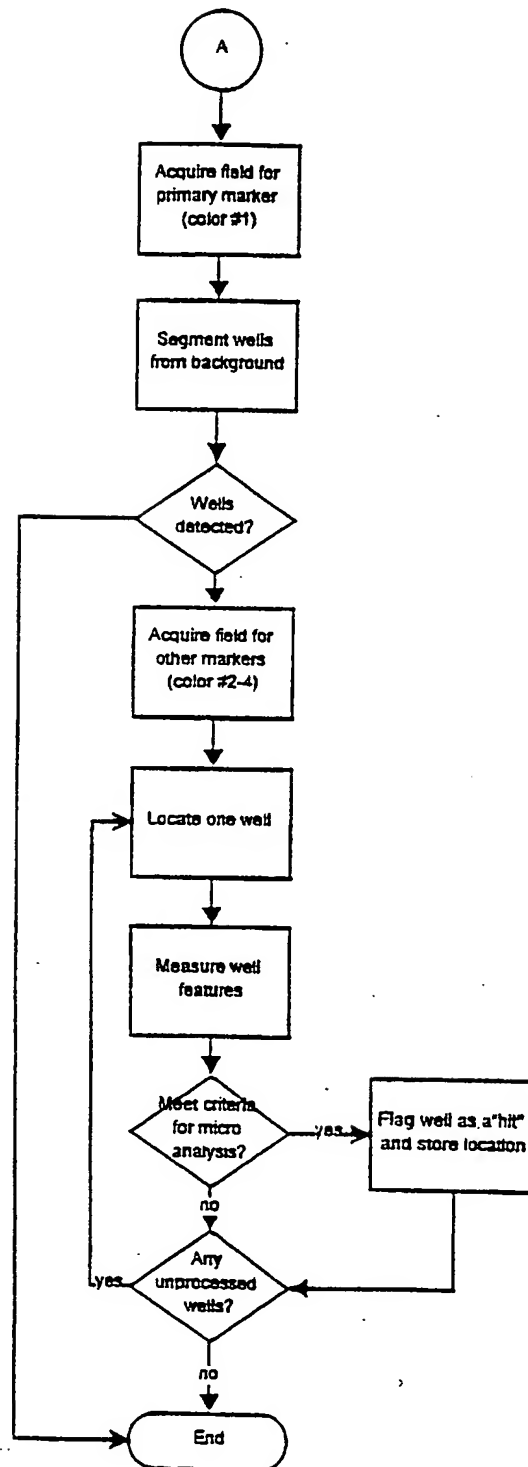 A
Acquire field for
primary marker
(color #1)
Segment wells
from background
Wells
detected?
Acquire field for
other markers
(color #2-4)
Locate one well
Measure well
features
Meet criteria
for micro
analysis?
yes
Flag well as a "hit"
and store location
no
Any
unprocessed
wells?
yes
no
End